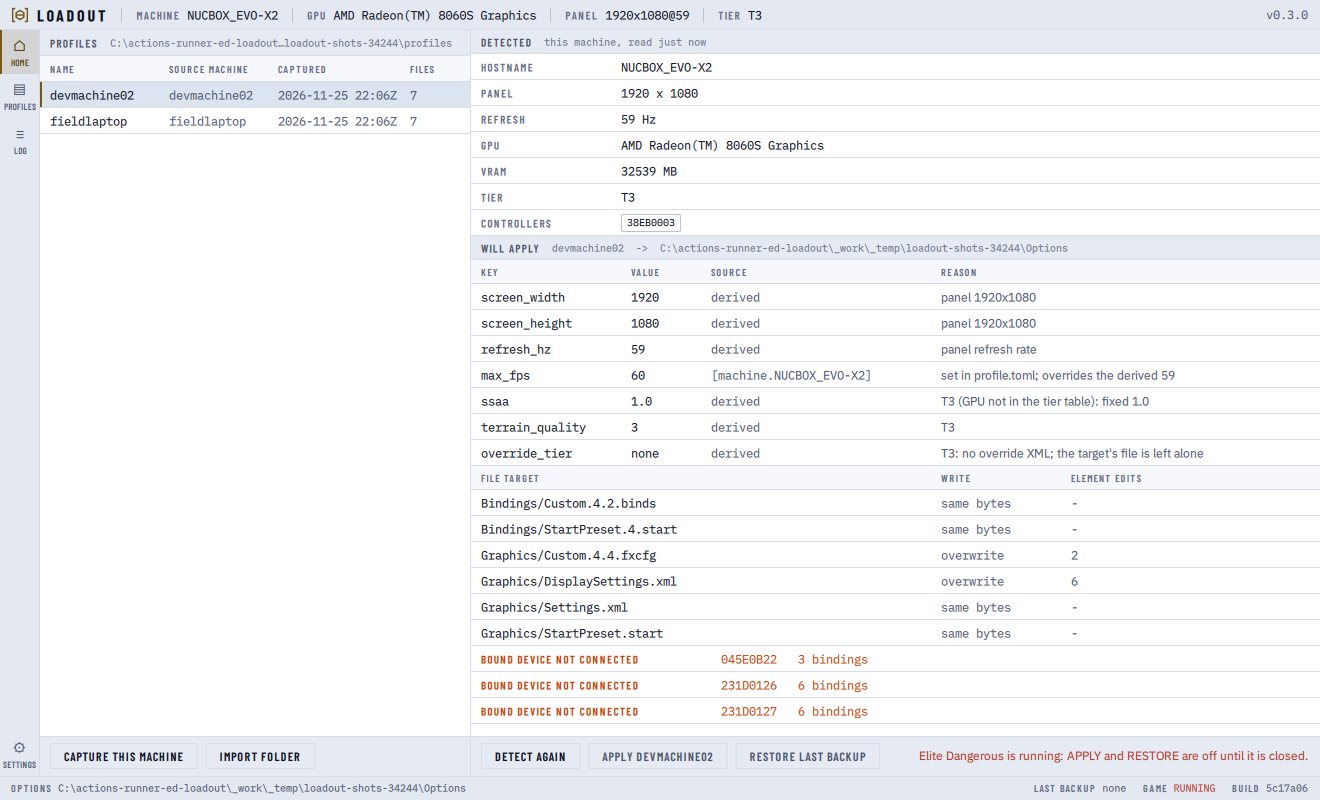 LOADOUT MACHINE NUCBOX_EVO-X2 GPU AMD Radeon(TM) 8060S Graphics PANEL 1920x1080@59 TIER T3 v0.3.0
HOME
PROFILES
LOG
SETTINGS
PROFILES C:\actions-runner-ed-loadout…loadout-shots-34244\profiles
NAME SOURCE MACHINE CAPTURED FILES
devmachine02 devmachine02 2026-11-25 22:06Z 7
fieldlaptop fieldlaptop 2026-11-25 22:06Z 7
CAPTURE THIS MACHINE IMPORT FOLDER
DETECTED this machine, read just now
HOSTNAME NUCBOX_EVO-X2
PANEL 1920 x 1080
REFRESH 59 Hz
GPU AMD Radeon(TM) 8060S Graphics
VRAM 32539 MB
TIER T3
CONTROLLERS 38EB0003
WILL APPLY devmachine02 -> C:\actions-runner-ed-loadout\_work\_temp\loadout-shots-34244\Options
KEY VALUE SOURCE REASON
screen_width 1920 derived panel 1920x1080
screen_height 1080 derived panel 1920x1080
refresh_hz 59 derived panel refresh rate
max_fps 60 [machine.NUCBOX_EVO-X2] set in profile.toml; overrides the derived 59
ssaa 1.0 derived T3 (GPU not in the tier table): fixed 1.0
terrain_quality 3 derived T3
override_tier none derived T3: no override XML; the target's file is left alone
FILE TARGET WRITE ELEMENT EDITS
Bindings/Custom.4.2.binds same bytes -
Bindings/StartPreset.4.start same bytes -
Graphics/Custom.4.4.fxcfg overwrite 2
Graphics/DisplaySettings.xml overwrite 6
Graphics/Settings.xml same bytes -
Graphics/StartPreset.start same bytes -
BOUND DEVICE NOT CONNECTED 045E0B22 3 bindings
BOUND DEVICE NOT CONNECTED 231D0126 6 bindings
BOUND DEVICE NOT CONNECTED 231D0127 6 bindings
DETECT AGAIN APPLY DEVMACHINE02 RESTORE LAST BACKUP Elite Dangerous is running: APPLY and RESTORE are off until it is closed.
OPTIONS C:\actions-runner-ed-loadout\_work\_temp\loadout-shots-34244\Options LAST BACKUP none GAME RUNNING BUILD 5c17a06